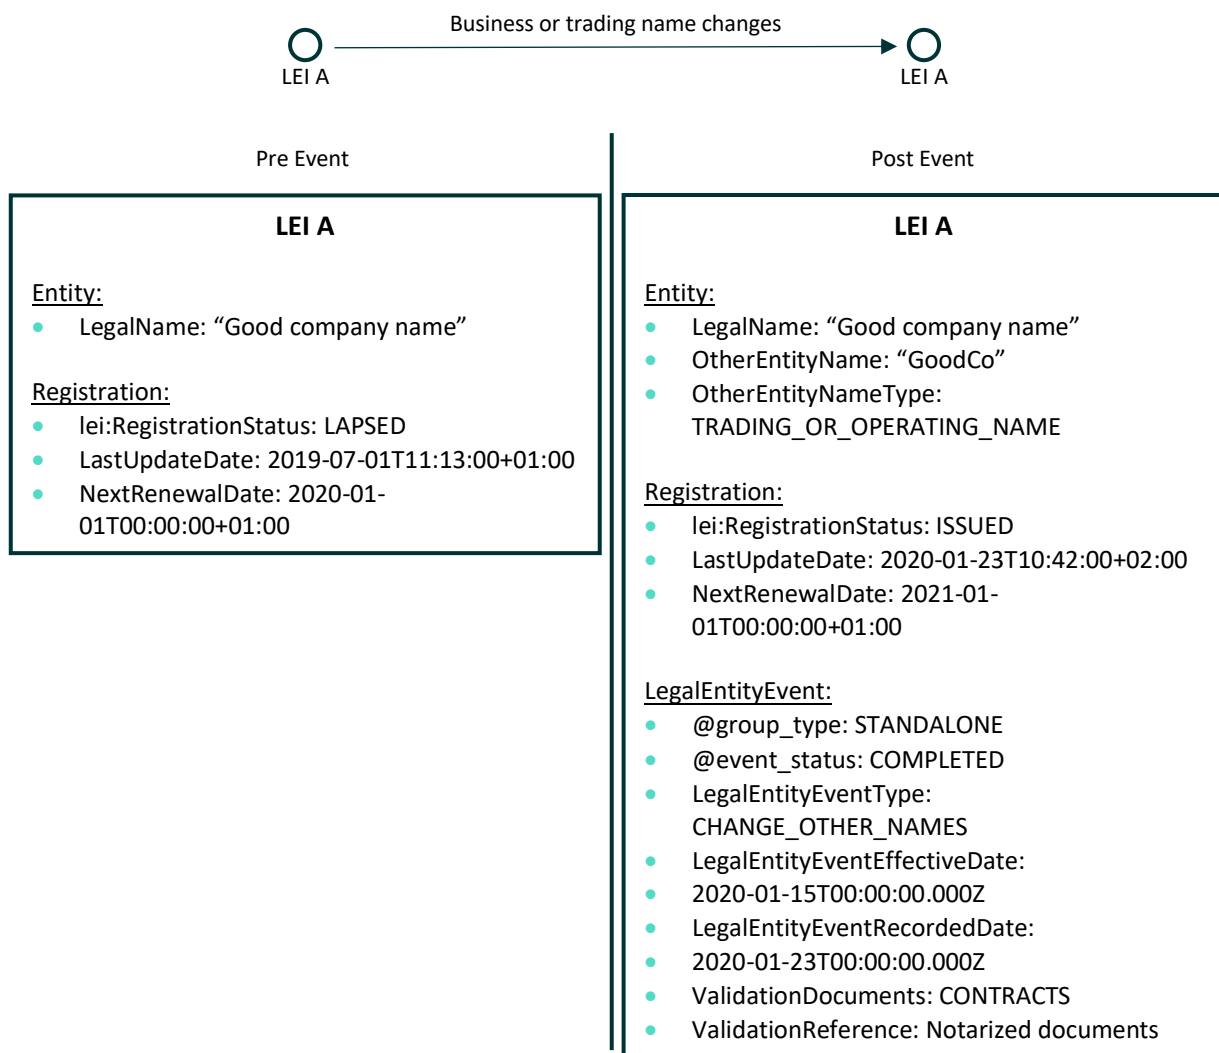 Business or trading name changes
LEI A
LEI A
Pre Event
Post Event
LEI A
Entity:
• LegalName: “Good company name”
Registration:
• lei:RegistrationStatus: LAPSED
• LastUpdateDate: 2019-07-01T11:13:00+01:00
• NextRenewalDate: 2020-01-
01T00:00:00+01:00
LEI A
Entity:
• LegalName: “Good company name”
• OtherEntityName: “GoodCo”
• OtherEntityNameType:
TRADING_OR_OPERATING_NAME
Registration:
• lei:RegistrationStatus: ISSUED
• LastUpdateDate: 2020-01-23T10:42:00+02:00
• NextRenewalDate: 2021-01-
01T00:00:00+01:00
LegalEntityEvent:
• @group_type: STANDALONE
• @event_status: COMPLETED
• LegalEntityEventType:
CHANGE_OTHER_NAMES
• LegalEntityEventEffectiveDate:
• 2020-01-15T00:00:00.000Z
• LegalEntityEventRecordedDate:
• 2020-01-23T00:00:00.000Z
• ValidationDocuments: CONTRACTS
• ValidationReference: Notarized documents